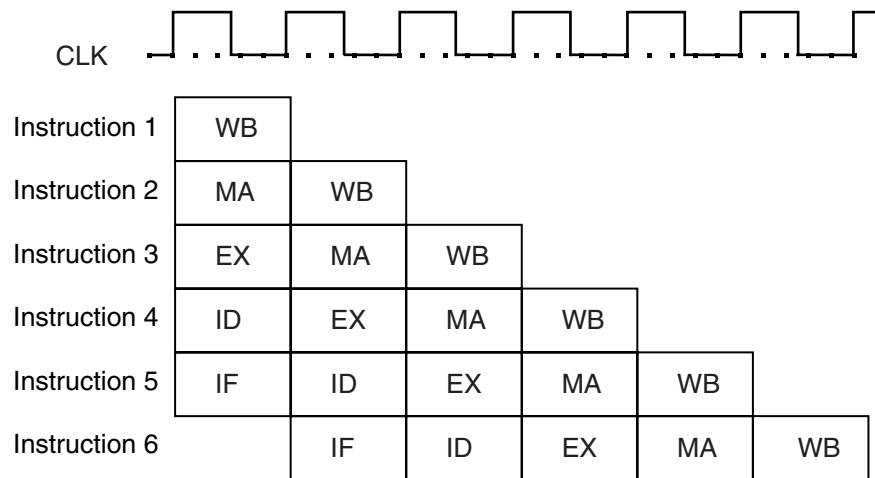 CLK
Instruction 1 WB
Instruction 2 MA WB
Instruction 3 EX MA WB
Instruction 4 ID EX MA WB
Instruction 5 IF ID EX MA WB
Instruction 6 IF ID EX MA WB